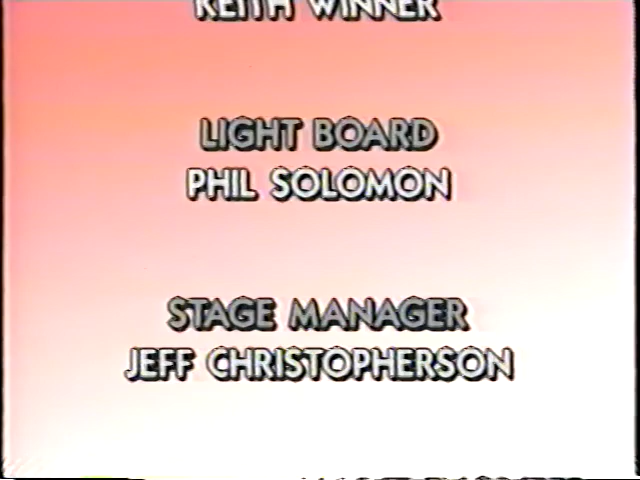 KEITH WINNER
LIGHT BOARD
PHIL SOLOMON
STAGE MANAGER
JEFF CHRISTOPHERSON